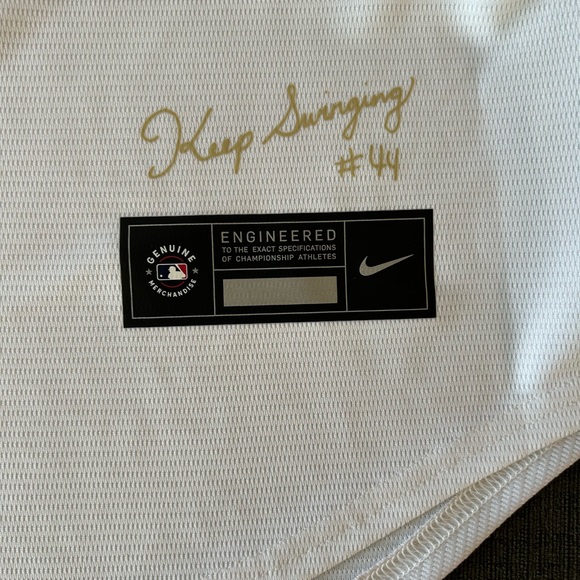 Keep Swinging
#44
GENUINE
MERCHANDISE
ENGINEERED
TO THE EXACT SPECIFICATIONS
OF CHAMPIONSHIP ATHLETES